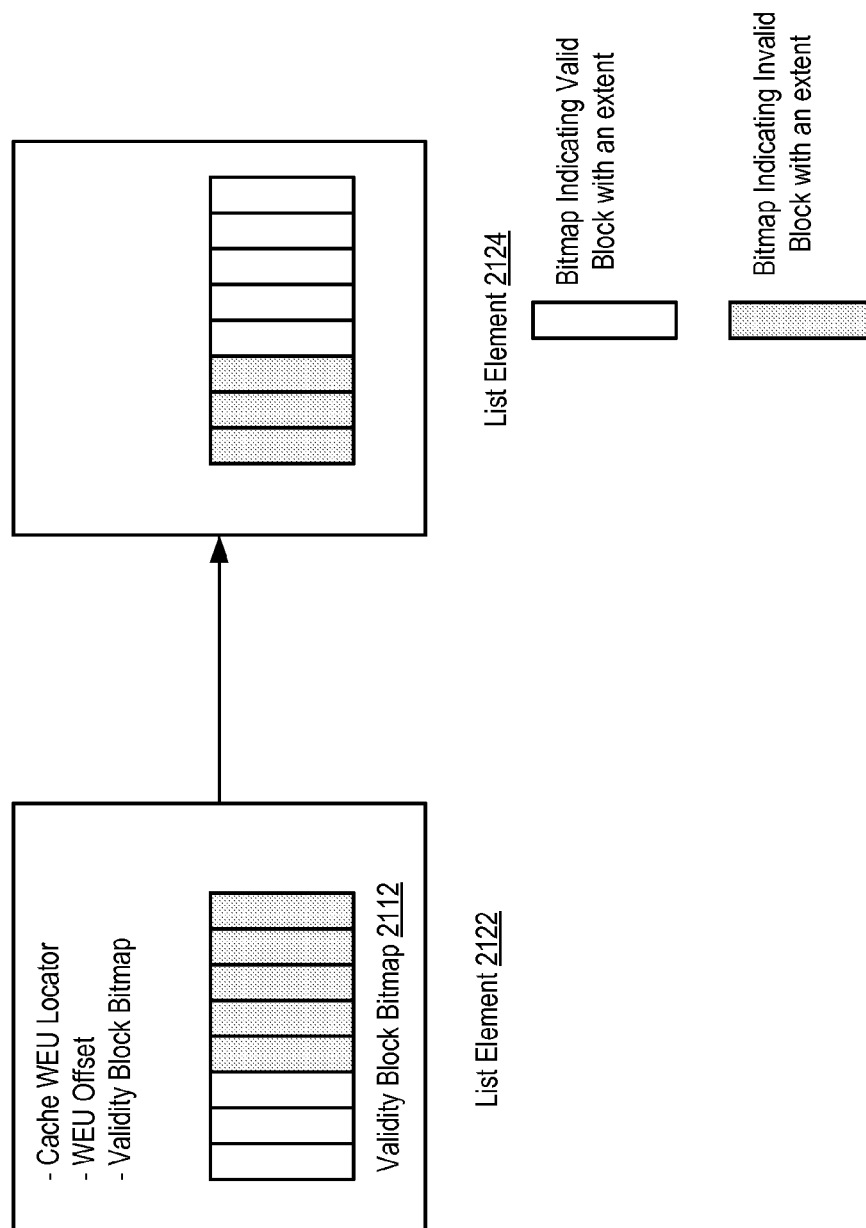 - Cache WEU Locator
- WEU Offset
- Validity Block Bitmap
Validity Block Bitmap 2112
List Element 2122
List Element 2124
Bitmap Indicating Valid
Block with an extent
Bitmap Indicating Invalid
Block with an extent